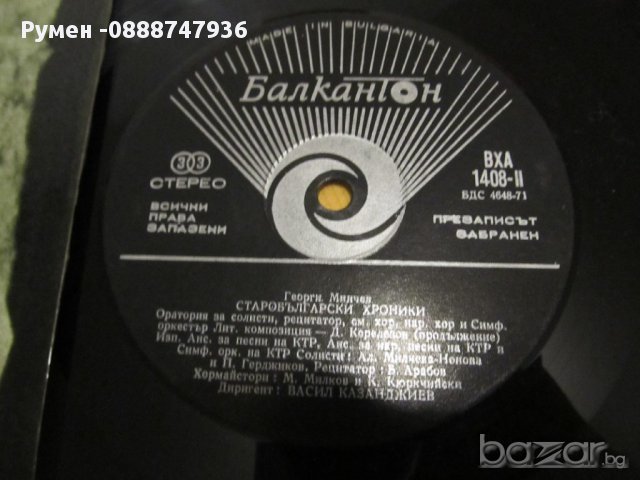 Румен -0888747936
MADE IN BULGARIA
Балкантон
33
СТЕРЕО
ВСИЧКИ
ПРАВА
ЗАПАЗЕНИ
ВХА
1408-II
БДС 4648-71
ПРЕЗАПИСЪТ
ЗАБРАНЕН
Георги Минчев
СТАРОБЪЛГАРСКИ ХРОНИКИ
Оратория за солисти, рецитатор, см. хор, нар. хор и Симф.
оркестър Лит. композиция — Д. Коруджиев (продължение)
Изп. Анс. за песни на КТР, Анс. за нар. песни на КТР и
Симф. орк. на КТР Солисти: Ал. Милчева-Нонова
и П. Герджиков, Рецитатор: Б. Арабов
Хормайстори: М. Милков и К. Кюркчийски
Диригент: ВАСИЛ КАЗАНДЖИЕВ
bazar.bg